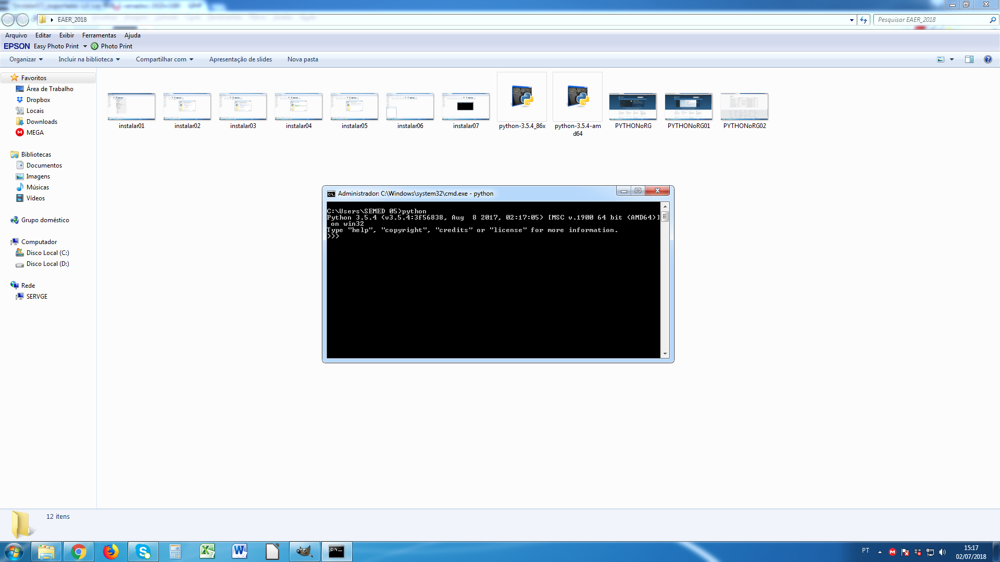 EAER_2018
Pesquisar EAER_2018
Arquivo Editar Exibir Ferramentas Ajuda
EPSON Easy Photo Print Photo Print
Organizar Incluir na biblioteca Compartilhar com Apresentação de slides Nova pasta
Favoritos
Área de Trabalho
Dropbox
Locais
Downloads
MEGA
Bibliotecas
Documentos
Imagens
Músicas
Vídeos
Grupo doméstico
Computador
Disco Local (C:)
Disco Local (D:)
Rede
SERVGE
instalar01 instalar02 instalar03 instalar04 instalar05 instalar06 instalar07 python-3.5.4_86x python-3.5.4-am PYTHONoRG PYTHONoRG01 PYTHONoRG02
d64
Administrador: C:\Windows\system32\cmd.exe - python
C:\Users\SEMED 05>python
Python 3.5.4 (v3.5.4:3f56838, Aug  8 2017, 02:17:05) [MSC v.1900 64 bit (AMD64)]
on win32
Type "help", "copyright", "credits" or "license" for more information.
>>>
12 itens
PT
15:17
02/07/2018